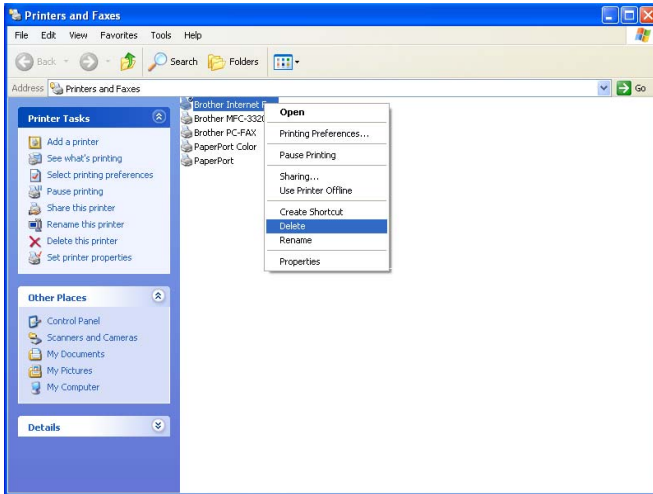 Printers and Faxes
File Edit View Favorites Tools Help
Back Search Folders
Address Printers and Faxes Go
Printer Tasks
Add a printer
See what's printing
Select printing preferences
Pause printing
Share this printer
Rename this printer
Delete this printer
Set printer properties
Other Places
Control Panel
Scanners and Cameras
My Documents
My Pictures
My Computer
Details
Brother Internet
Brother MFC-3320
Brother PC-FAX
PaperPort Color
PaperPort
Open
Printing Preferences...
Pause Printing
Sharing...
Use Printer Offline
Create Shortcut
Delete
Rename
Properties